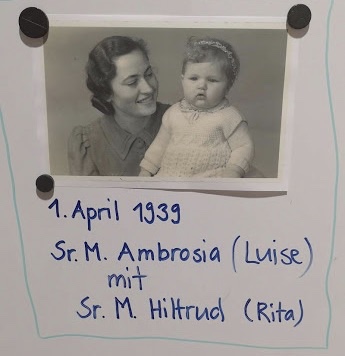 1. April 1939
Sr. M. Ambrosia (Luise)
mit
Sr. M. Hiltrud (Rita)